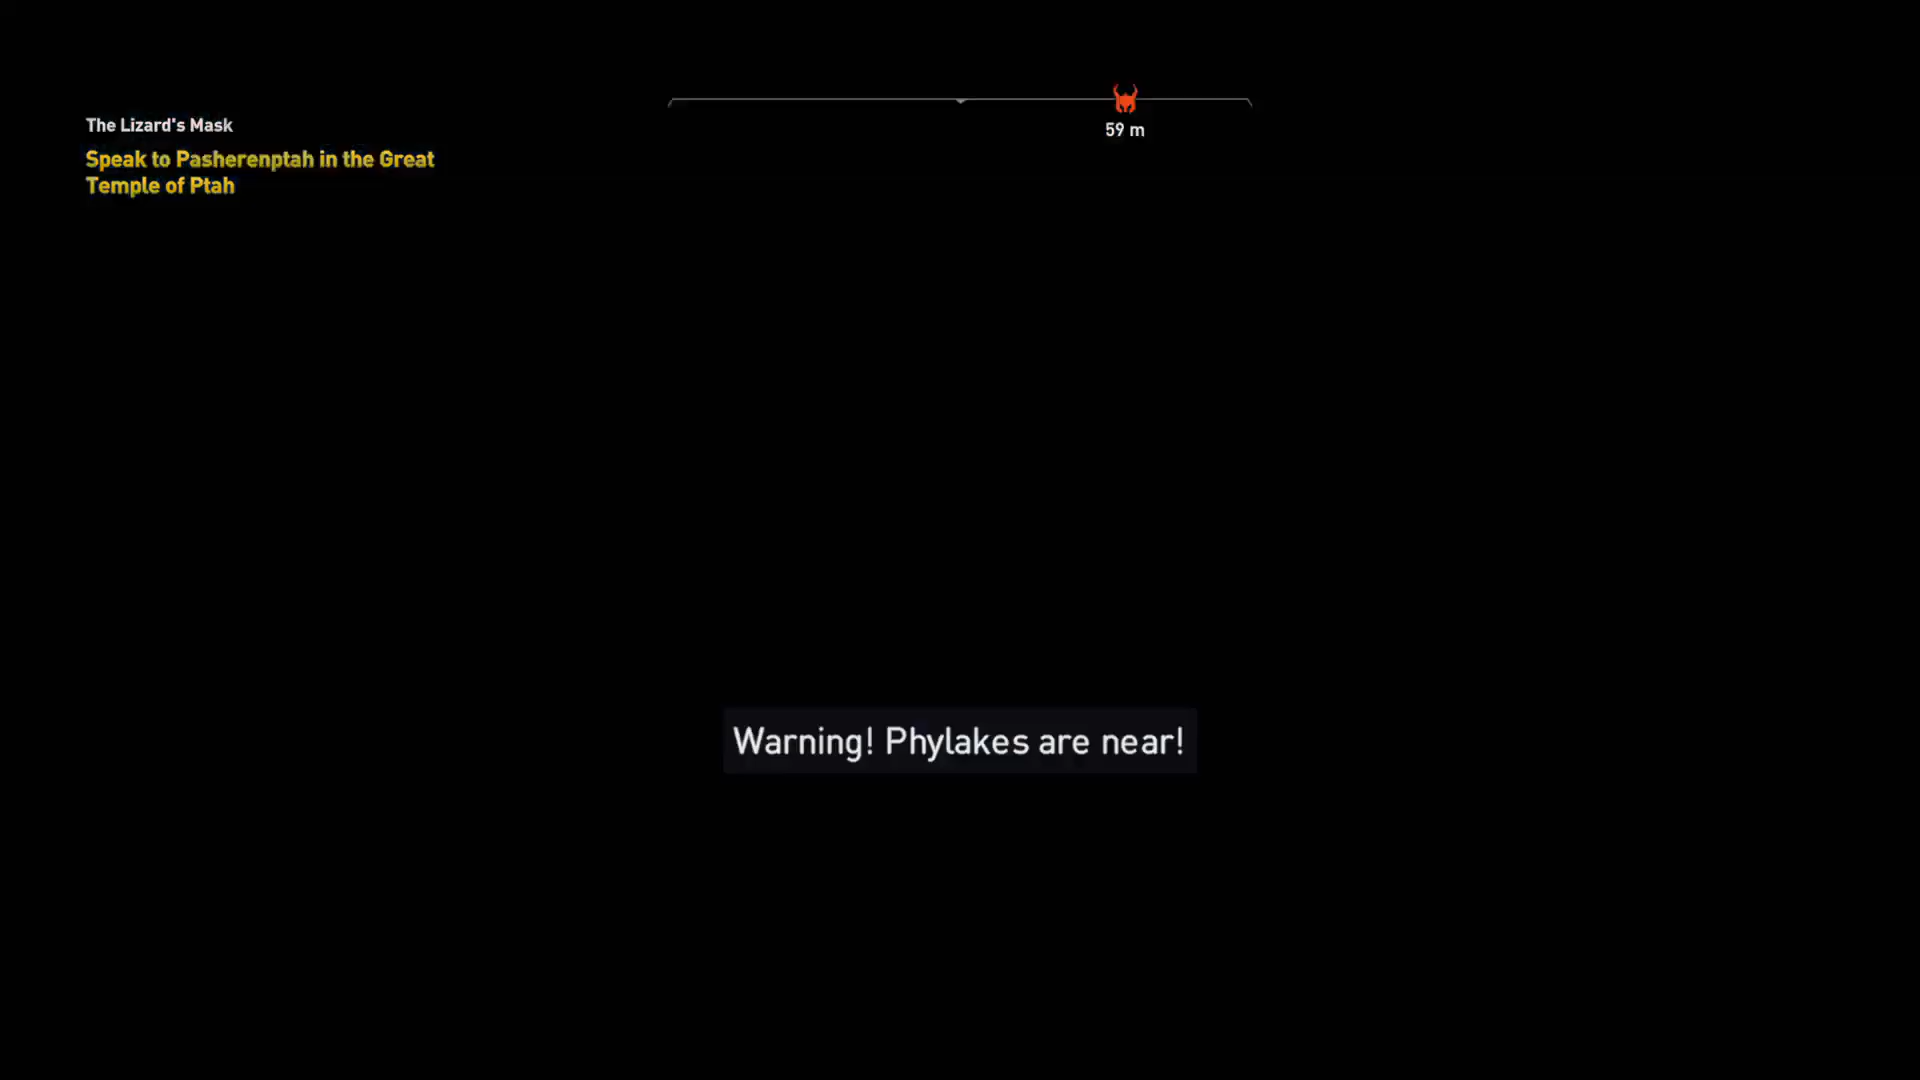 The Lizard's Mask
Speak to Pasherenptah in the Great
Temple of Ptah
59 m
Warning! Phylakes are near!